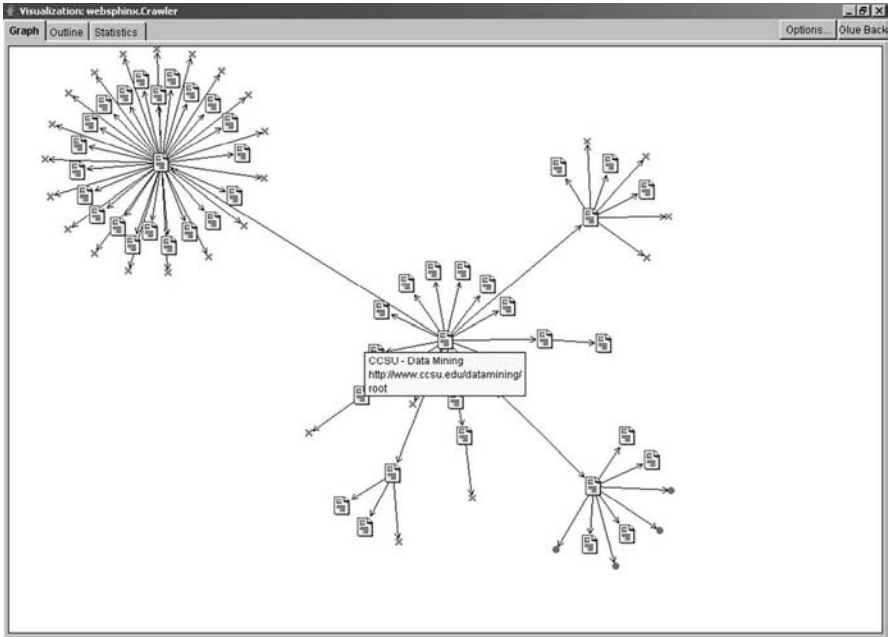 Visualization: websphinx.Crawler
Graph Outline Statistics Options... Glue Back
CCSU - Data Mining
http://www.ccsu.edu/datamining/
root